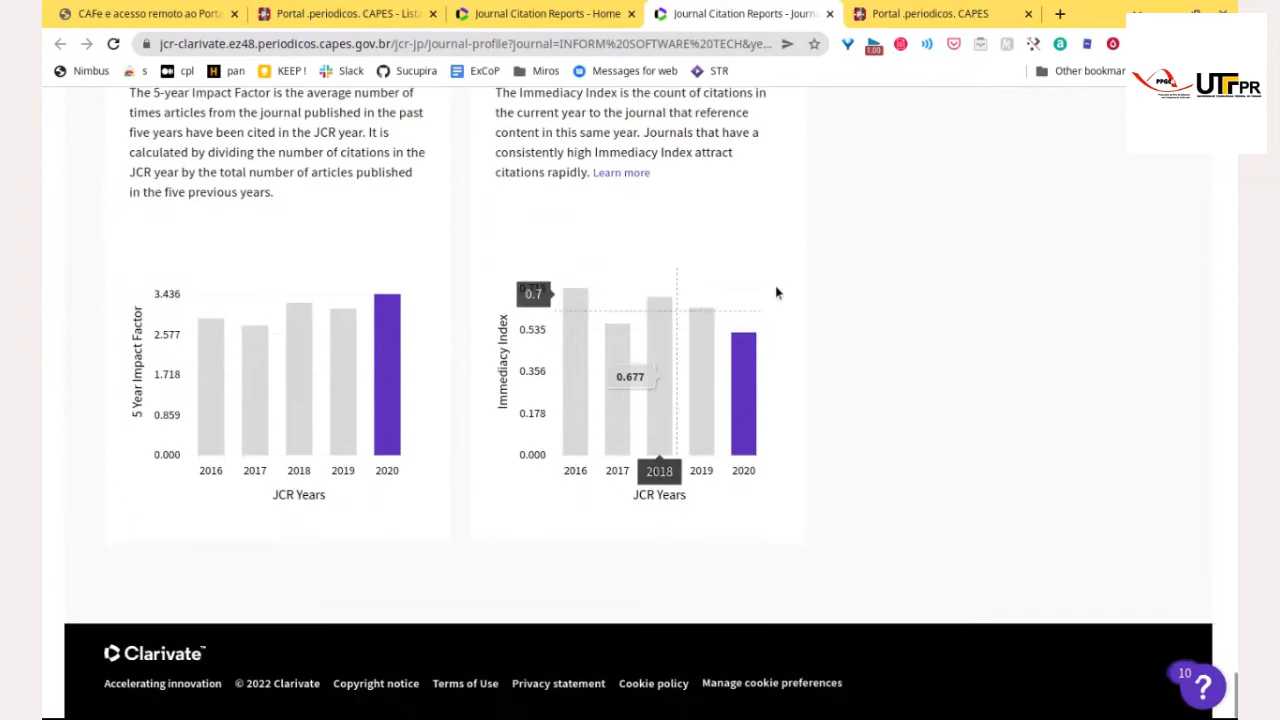 CAFe e acesso remoto ao Porta
Portal .periodicos. CAPES - Lista
Journal Citation Reports - Home
Journal Citation Reports - Journ
Portal .periodicos. CAPES
jcr-clarivate.ez48.periodicos.capes.gov.br/jcr-jp/journal-profile?journal=INFORM%20SOFTWARE%20TECH&ye...
1.00
Nimbus
s
cpl
pan
KEEP !
Slack
Sucupira
ExCoP
Miros
Messages for web
STR
Other bookmar
UTFPR
The 5-year Impact Factor is the average number of
times articles from the journal published in the past
five years have been cited in the JCR year. It is
calculated by dividing the number of citations in the
JCR year by the total number of articles published
in the five previous years.
The Immediacy Index is the count of citations in
the current year to the journal that reference
content in this same year. Journals that have a
consistently high Immediacy Index attract
citations rapidly. Learn more
5 Year Impact Factor
3.436
2.577
1.718
0.859
0.000
2016 2017 2018 2019 2020
JCR Years
Immediacy Index
0.7
0.535
0.356
0.178
0.000
0.677
2016 2017 2018 2019 2020
JCR Years
Clarivate™
Accelerating innovation © 2022 Clarivate Copyright notice Terms of Use Privacy statement Cookie policy Manage cookie preferences
10
?